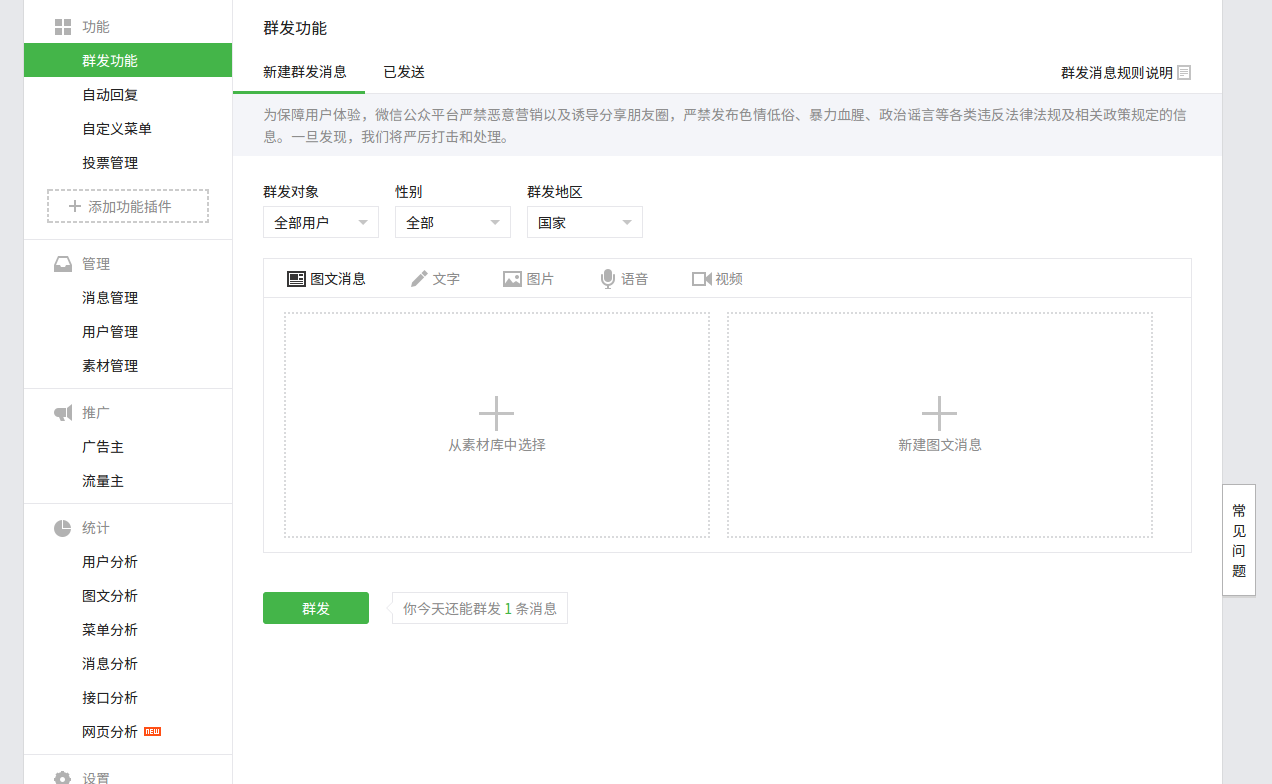 功能
群发功能
自动回复
自定义菜单
投票管理
添加功能插件
管理
消息管理
用户管理
素材管理
推广
广告主
流量主
统计
用户分析
图文分析
菜单分析
消息分析
接口分析
网页分析 NEW
设置
群发功能
新建群发消息 已发送 群发消息规则说明
为保障用户体验，微信公众平台严禁恶意营销以及诱导分享朋友圈，严禁发布色情低俗、暴力血腥、政治谣言等各类违反法律法规及相关政策规定的信
息。一旦发现，我们将严厉打击和处理。
群发对象 性别 群发地区
全部用户 全部 国家
图文消息 文字 图片 语音 视频
从素材库中选择 新建图文消息
群发 你今天还能群发 1 条消息
常
见
问
题